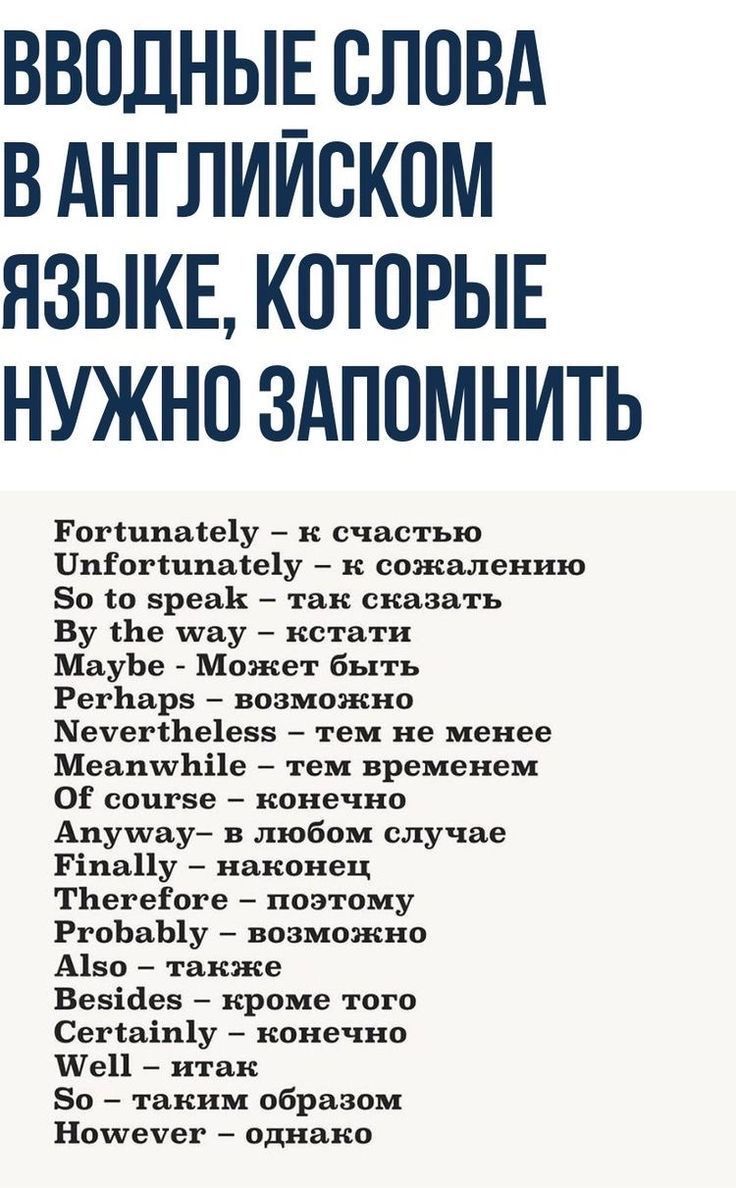 ВВОДНЫЕ СЛОВА
В АНГЛИЙСКОМ
ЯЗЫКЕ, КОТОРЫЕ
НУЖНО ЗАПОМНИТЬ
Fortunately – к счастью
Unfortunately – к сожалению
So to speak – так сказать
By the way – кстати
Maybe - Может быть
Perhaps – возможно
Nevertheless – тем не менее
Meanwhile – тем временем
Of course – конечно
Anyway– в любом случае
Finally – наконец
Therefore – поэтому
Probably – возможно
Also – также
Besides – кроме того
Certainly – конечно
Well – итак
So – таким образом
However – однако